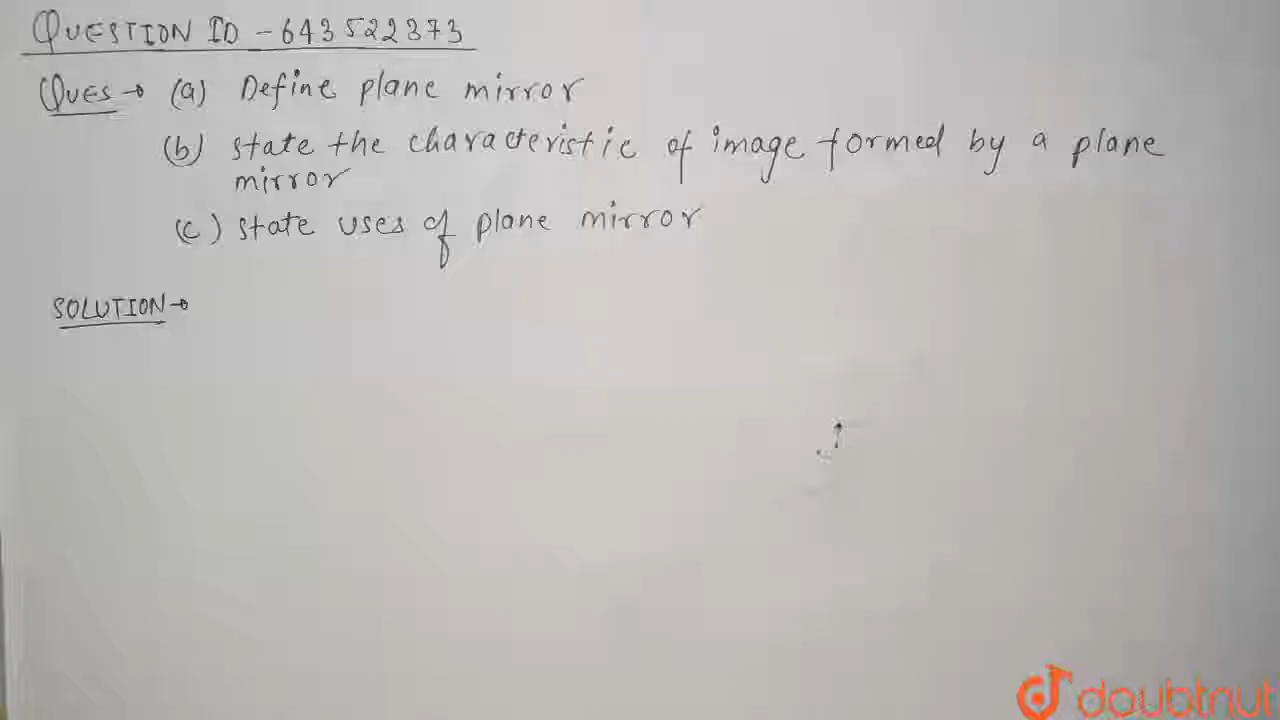 QUESTION ID - 643522373
QUES → (a) Define plane mirror
(b) state the characteristic of image formed by a plane
mirror
(c) state uses of plane mirror
SOLUTION →
doubtnut